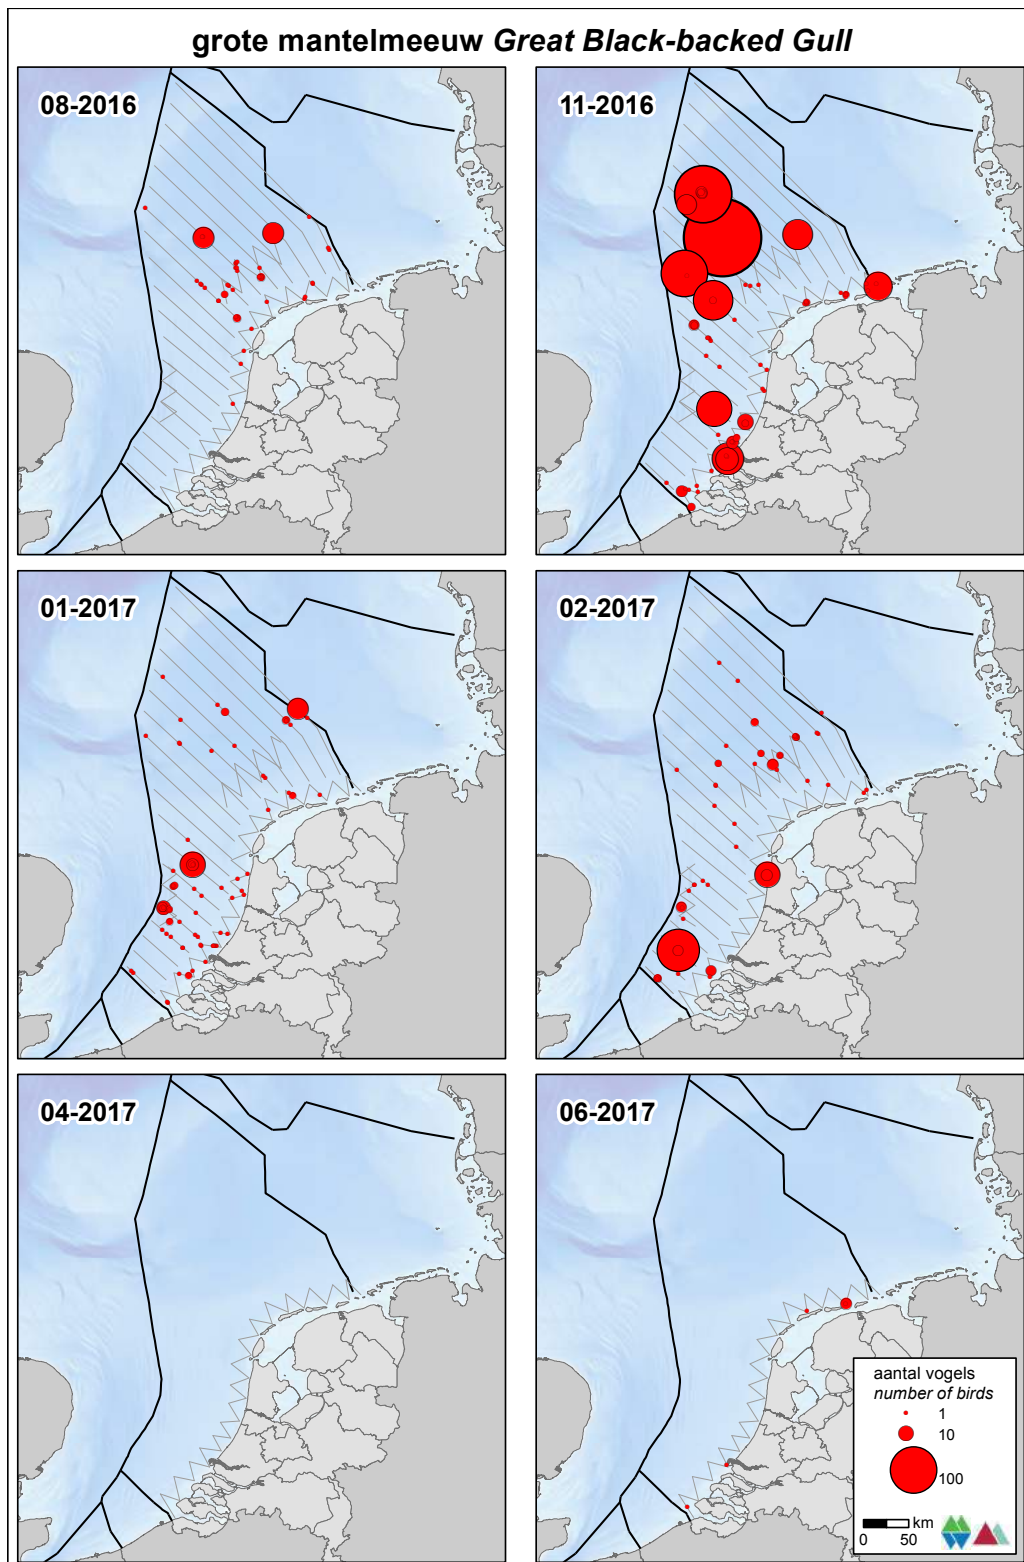 grote mantelmeeuw Great Black-backed Gull
08-2016
11-2016
01-2017
02-2017
04-2017
06-2017
aantal vogels
number of birds
1
10
100
km
0 50